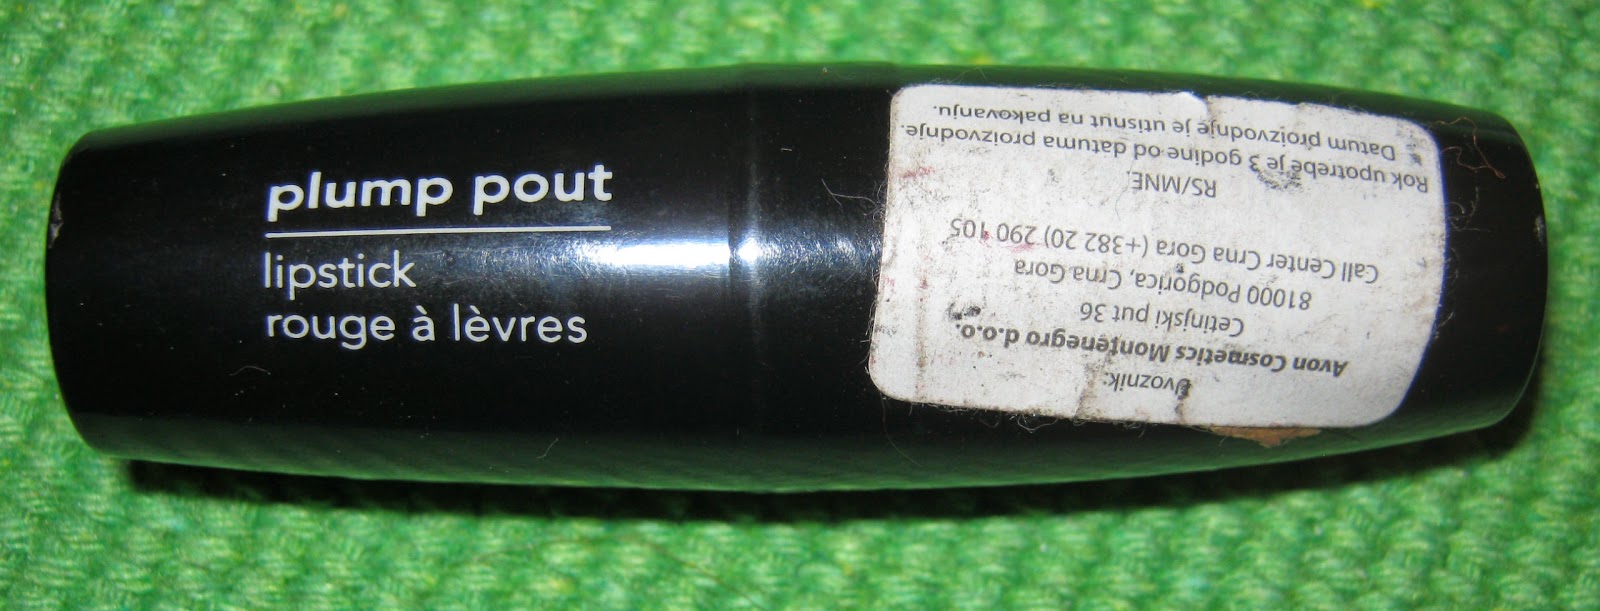 plump pout
lipstick
rouge à lèvres
Uvoznik:
Avon Cosmetics Montenegro d.o.o.
Cetinjski put 36
81000 Podgorica, Crna Gora
Call Center Crna Gora (+382 20) 290 105
RS/MNE.
Rok upotrebe je 3 godine od datuma proizvodnje.
Datum proizvodnje je utisnut na pakovanju.